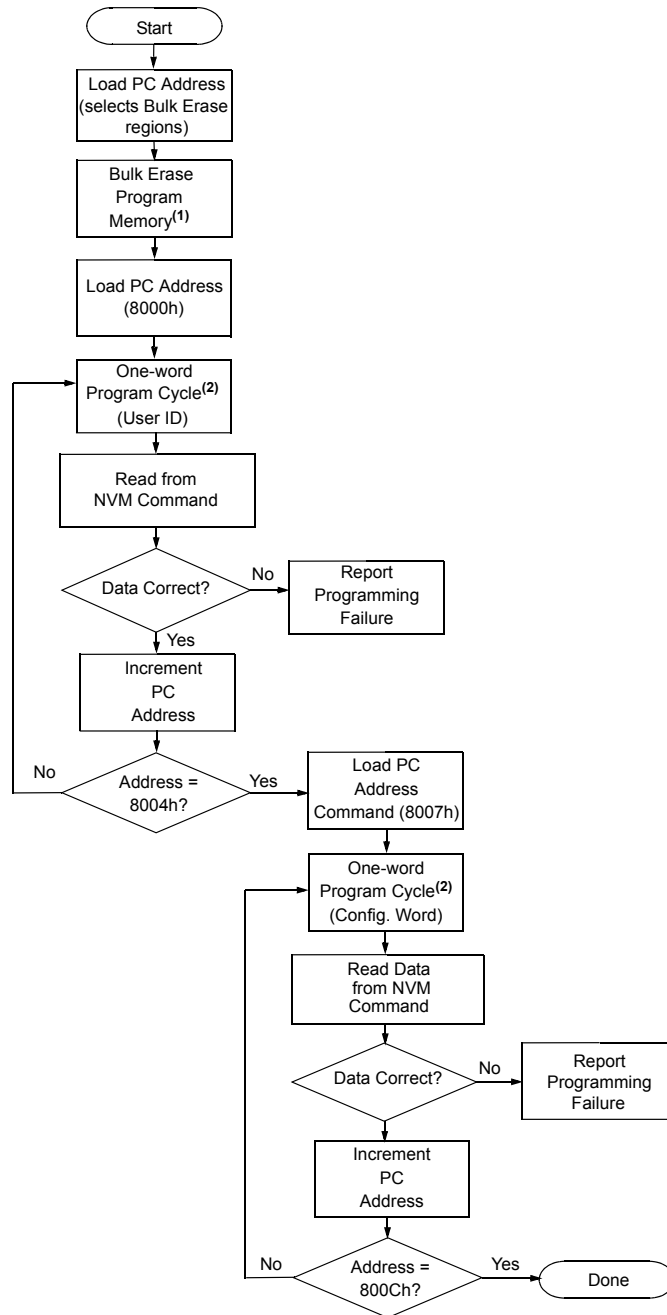 Start
Load PC Address
(selects Bulk Erase
regions)
Bulk Erase
Program
Memory(1)
Load PC Address
(8000h)
One-word
Program Cycle(2)
(User ID)
Read from
NVM Command
Data Correct?
No
Report
Programming
Failure
Yes
Increment
PC
Address
No
Address =
8004h?
Yes
Load PC
Address
Command (8007h)
One-word
Program Cycle(2)
(Config. Word)
Read Data
from NVM
Command
Data Correct?
No
Report
Programming
Failure
Increment
PC
Address
No
Address =
800Ch?
Yes
Done